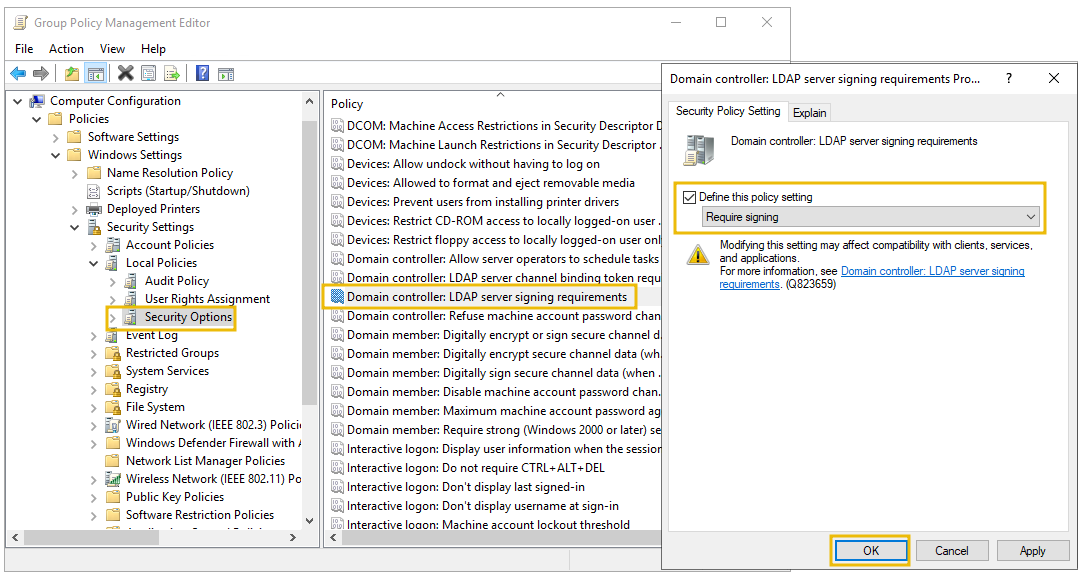 Group Policy Management Editor
File Action View Help
Computer Configuration
Policies
Software Settings
Windows Settings
Name Resolution Policy
Scripts (Startup/Shutdown)
Deployed Printers
Security Settings
Account Policies
Local Policies
Audit Policy
User Rights Assignment
Security Options
Event Log
Restricted Groups
System Services
Registry
File System
Wired Network (IEEE 802.3) Policie
Windows Defender Firewall with A
Network List Manager Policies
Wireless Network (IEEE 802.11) Po
Public Key Policies
Software Restriction Policies
Policy
DCOM: Machine Access Restrictions in Security Descriptor D
DCOM: Machine Launch Restrictions in Security Descriptor .
Devices: Allow undock without having to log on
Devices: Allowed to format and eject removable media
Devices: Prevent users from installing printer drivers
Devices: Restrict CD-ROM access to locally logged-on user .
Devices: Restrict floppy access to locally logged-on user onl
Domain controller: Allow server operators to schedule tasks
Domain controller: LDAP server channel binding token requ
Domain controller: LDAP server signing requirements
Domain controller: Refuse machine account password chan
Domain member: Digitally encrypt or sign secure channel d
Domain member: Digitally encrypt secure channel data (wh.
Domain member: Digitally sign secure channel data (when .
Domain member: Disable machine account password chan.
Domain member: Maximum machine account password ag
Domain member: Require strong (Windows 2000 or later) se
Interactive logon: Display user information when the session
Interactive logon: Do not require CTRL+ALT+DEL
Interactive logon: Don't display last signed-in
Interactive logon: Don't display username at sign-in
Interactive logon: Machine account lockout threshold
Domain controller: LDAP server signing requirements Pro...
?
Security Policy Setting Explain
Domain controller: LDAP server signing requirements
Define this policy setting
Require signing
Modifying this setting may affect compatibility with clients, services,
and applications.
For more information, see Domain controller: LDAP server signing
requirements. (Q823659)
OK Cancel Apply